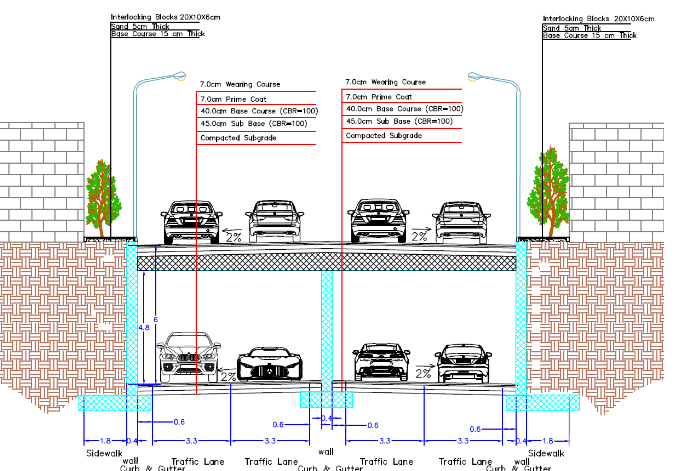 Interlocking Blocks 20X10X6cm
Sand 5cm Thick
Base Course 15 cm Thick
Interlocking Blocks 20X10X6cm
Sand 5cm Thick
Base Course 15 cm Thick
7.0cm Wearing Course
7.0cm Prime Coat
40.0cm Base Course (CBR=100)
45.0cm Sub Base (CBR=100)
Compacted Subgrade
7.0cm Wearing Course
7.0cm Prime Coat
40.0cm Base Course (CBR=100)
45.0cm Sub Base (CBR=100)
Compacted Subgrade
2%
2%
4.8
6
2%
2%
0.6
0.6
0.4
0.6
0.6
1.8
0.4
3.3
3.3
3.3
3.3
0.4
1.8
Sidewalk
wall
Curb & Gutter
Traffic Lane
Traffic Lane
wall
Curb & Gutter
Traffic Lane
Traffic Lane
wall
Curb & Gutter
Sidewalk